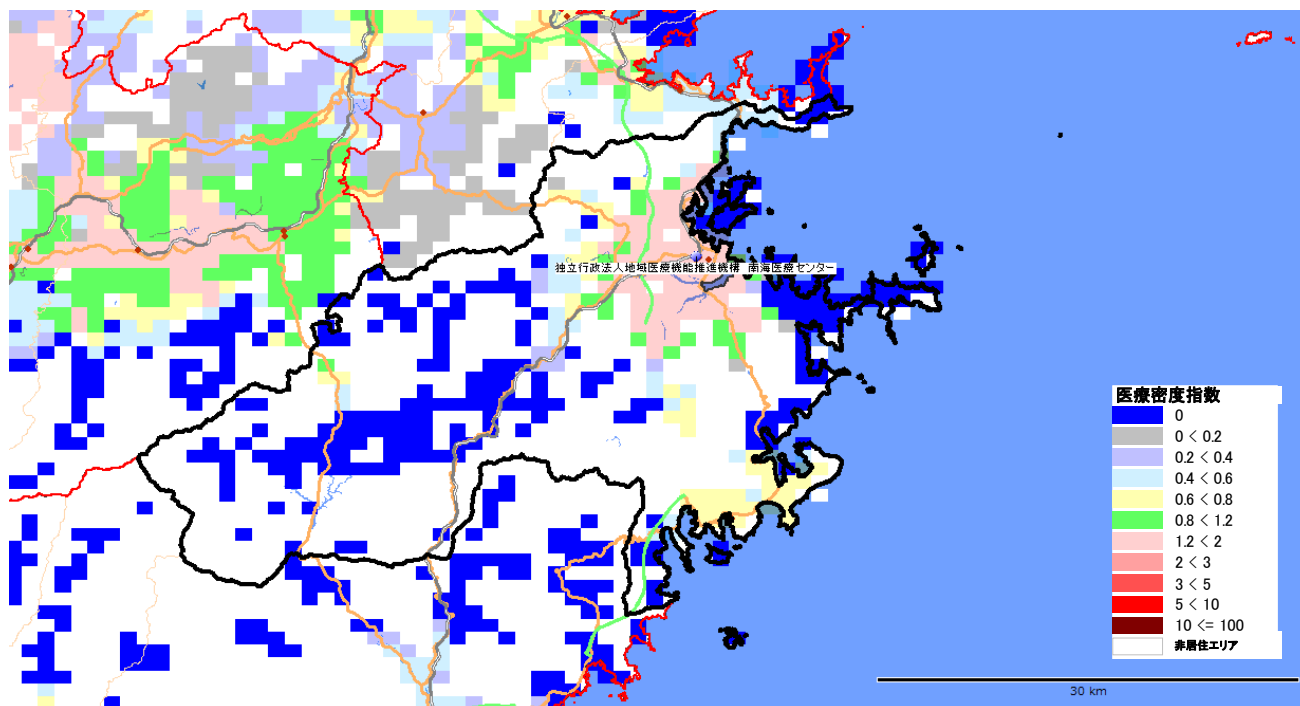 独立行政法人地域医療機能推進機構 南海医療センター
医療密度指数
0
0 < 0.2
0.2 < 0.4
0.4 < 0.6
0.6 < 0.8
0.8 < 1.2
1.2 < 2
2 < 3
3 < 5
5 < 10
10 <= 100
非居住エリア
30 km